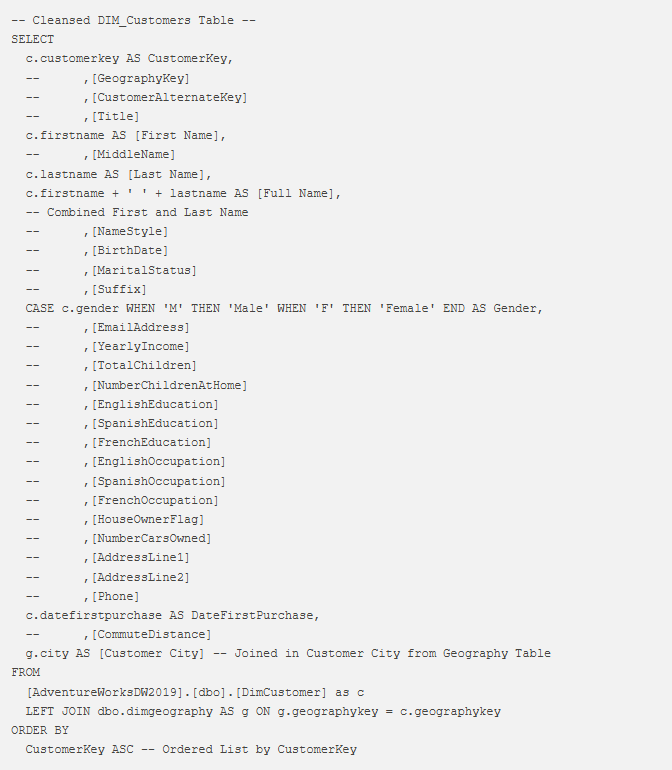 -- Cleansed DIM_Customers Table --
SELECT
  c.customerkey AS CustomerKey,
  --      ,[GeographyKey]
  --      ,[CustomerAlternateKey]
  --      ,[Title]
  c.firstname AS [First Name],
  --      ,[MiddleName]
  c.lastname AS [Last Name],
  c.firstname + ' ' + lastname AS [Full Name],
  -- Combined First and Last Name
  --      ,[NameStyle]
  --      ,[BirthDate]
  --      ,[MaritalStatus]
  --      ,[Suffix]
  CASE c.gender WHEN 'M' THEN 'Male' WHEN 'F' THEN 'Female' END AS Gender,
  --      ,[EmailAddress]
  --      ,[YearlyIncome]
  --      ,[TotalChildren]
  --      ,[NumberChildrenAtHome]
  --      ,[EnglishEducation]
  --      ,[SpanishEducation]
  --      ,[FrenchEducation]
  --      ,[EnglishOccupation]
  --      ,[SpanishOccupation]
  --      ,[FrenchOccupation]
  --      ,[HouseOwnerFlag]
  --      ,[NumberCarsOwned]
  --      ,[AddressLine1]
  --      ,[AddressLine2]
  --      ,[Phone]
  c.datefirstpurchase AS DateFirstPurchase,
  --      ,[CommuteDistance]
  g.city AS [Customer City] -- Joined in Customer City from Geography Table
FROM
  [AdventureWorksDW2019].[dbo].[DimCustomer] as c
  LEFT JOIN dbo.dimgeography AS g ON g.geographykey = c.geographykey
ORDER BY
  CustomerKey ASC -- Ordered List by CustomerKey